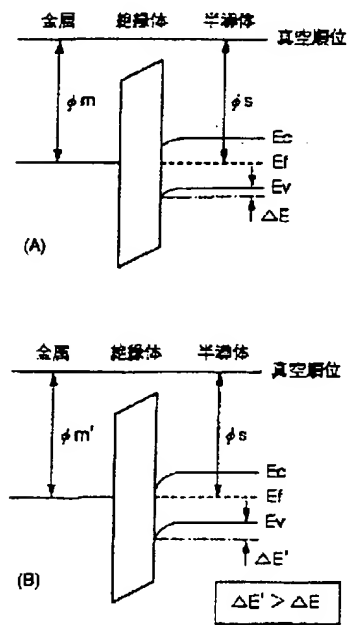 金属 絶縁体 半導体
真空順位
φm φs
Ec
Ef
Ev
ΔE
(A)
金属 絶縁体 半導体
真空順位
φm' φs
Ec
Ef
Ev
ΔE'
(B)
ΔE' > ΔE